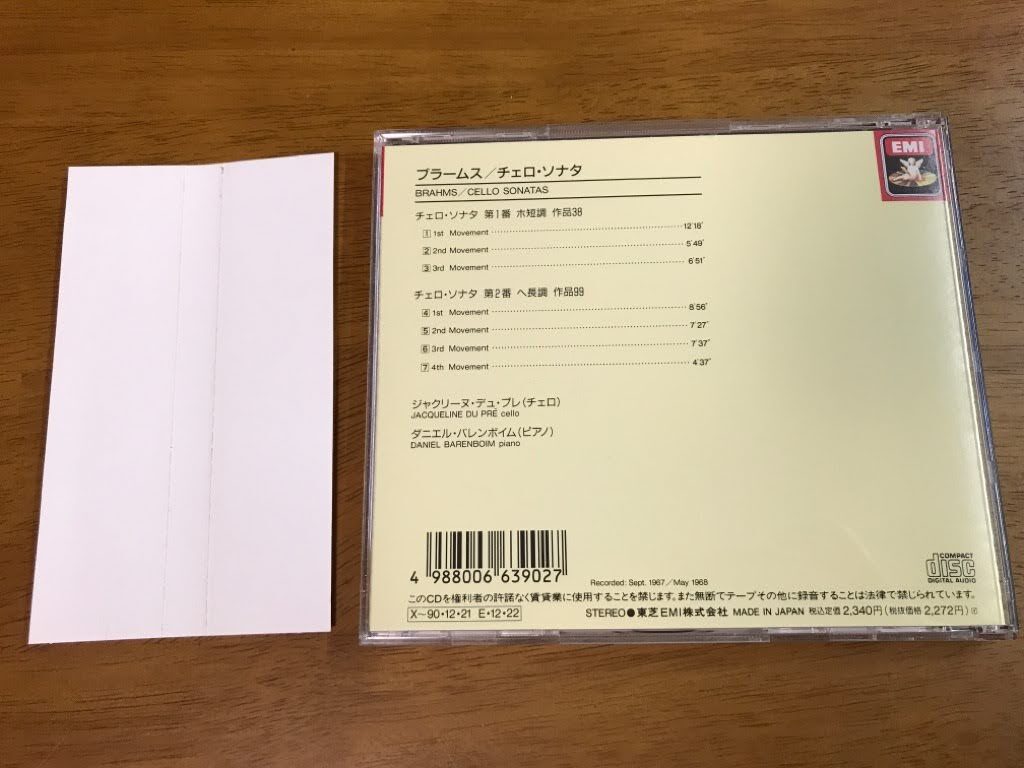 EMI
ブラームス／チェロ・ソナタ
BRAHMS／CELLO SONATAS
チェロ・ソナタ 第1番 ホ短調 作品38
1 1st Movement 12'18"
2 2nd Movement 5'49"
3 3rd Movement 6'51"
チェロ・ソナタ 第2番 ヘ長調 作品99
4 1st Movement 8'56"
5 2nd Movement 7'27"
6 3rd Movement 7'37"
7 4th Movement 4'37"
ジャクリーヌ・デュ・プレ（チェロ）
JACQUELINE DU PRÉ cello
ダニエル・バレンボイム（ピアノ）
DANIEL BARENBOIM piano
4 988006 639027
Recorded: Sept. 1967／May 1968
COMPACT
disc
DIGITAL AUDIO
このCDを権利者の許諾なく賃貸業に使用することを禁じます。また無断でテープその他に録音することは法律で禁じられています。
X～90・12・21 E・12・22
STEREO●東芝EMI株式会社 MADE IN JAPAN 税込定価2,340円（税抜価格2,272円）